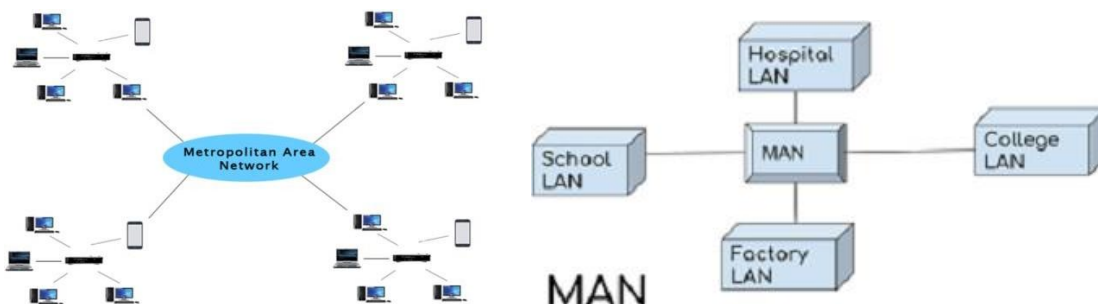 Metropolitan Area
Network
Hospital
LAN
School
LAN
MAN
College
LAN
Factory
LAN
MAN